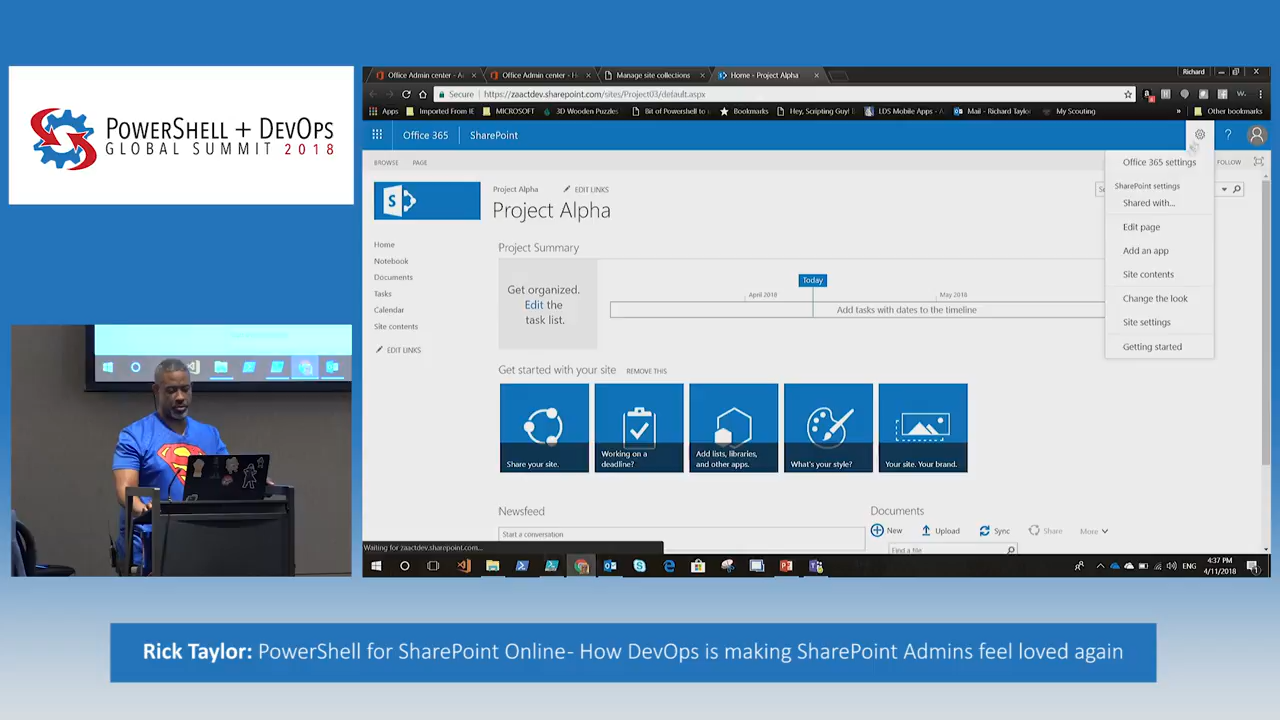 POWERSHELL + DEVOPS
GLOBAL SUMMIT 2018
Office Admin center - A
Office Admin center - H
Manage site collections
Home - Project Alpha
Richard
Secure
https://zaactdev.sharepoint.com/sites/Project03/default.aspx
Apps
Imported From IE
MICROSOFT
3D Wooden Puzzles
Bit of Powershell to
Bookmarks
Hey, Scripting Guy!
LDS Mobile Apps - A
Mail - Richard Taylor
My Scouting
»
Other bookmarks
Office 365
SharePoint
?
BROWSE
PAGE
FOLLOW
Office 365 settings
SharePoint settings
Shared with...
Edit page
Add an app
Site contents
Change the look
Site settings
Getting started
S
Project Alpha
EDIT LINKS
Project Alpha
Home
Notebook
Documents
Tasks
Calendar
Site contents
EDIT LINKS
Project Summary
Get organized.
Edit the
task list.
Today
April 2018
May 2018
Add tasks with dates to the timeline
Get started with your site
REMOVE THIS
Share your site.
Working on a
deadline?
Add lists, libraries,
and other apps.
What's your style?
Your site. Your brand.
Newsfeed
Start a conversation
Documents
New
Upload
Sync
Share
More
Find a file
Waiting for zaactdev.sharepoint.com...
ENG
4:37 PM
4/11/2018
Rick Taylor: PowerShell for SharePoint Online - How DevOps is making SharePoint Admins feel loved again